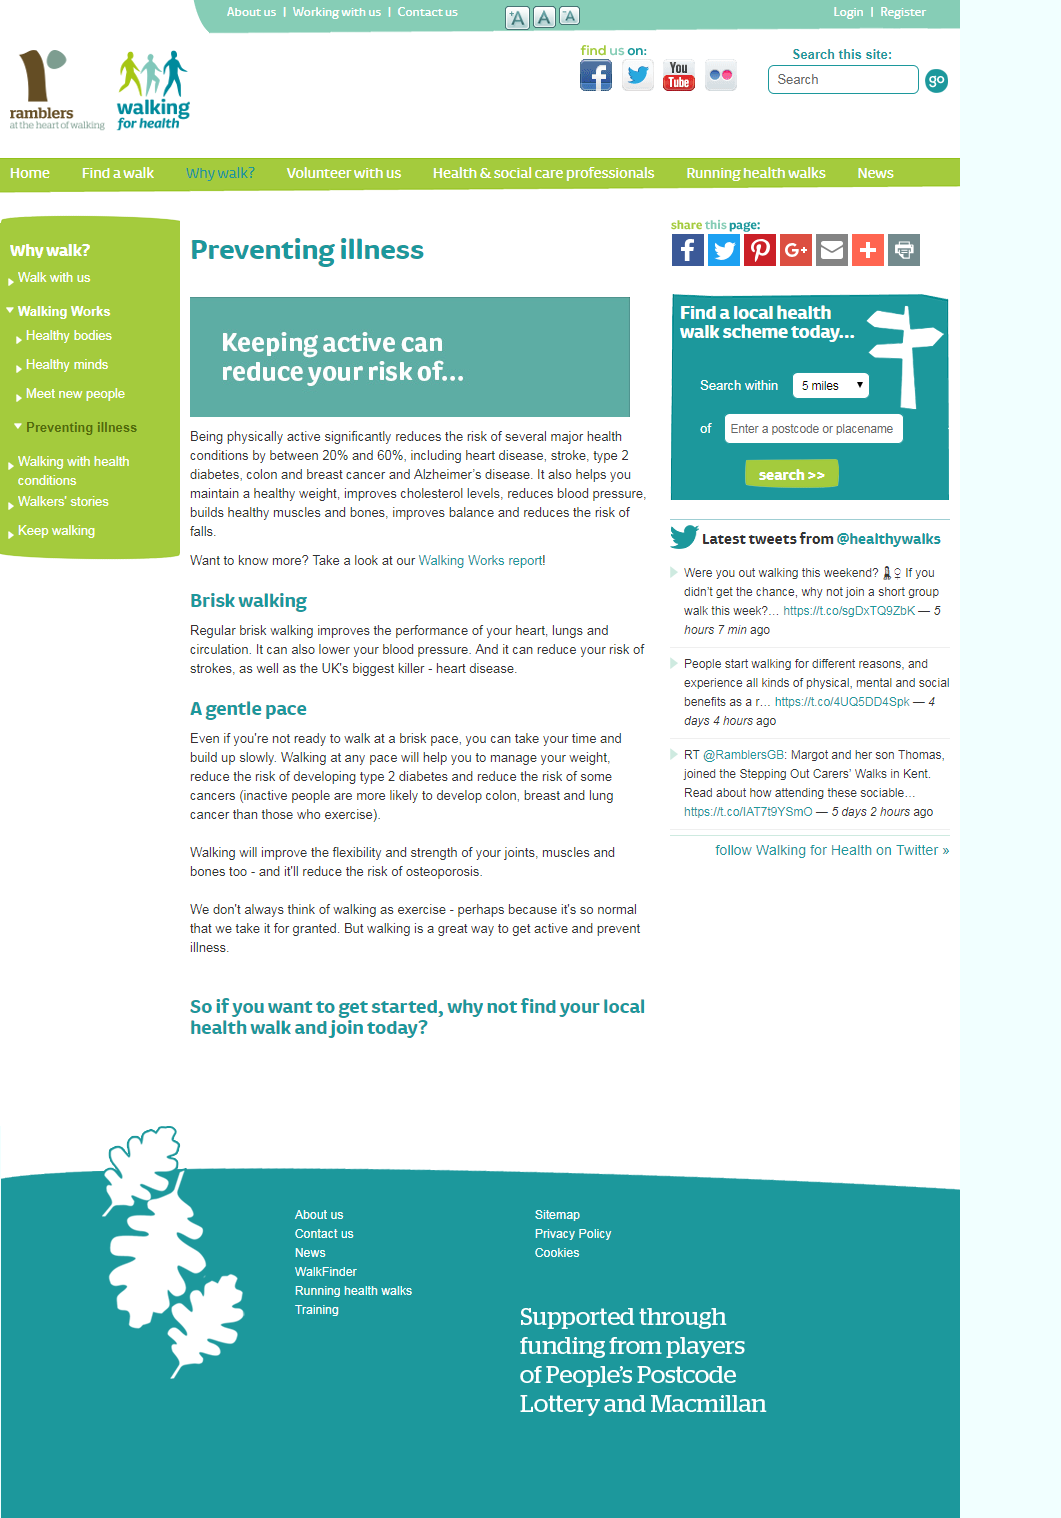 About us | Working with us | Contact us
+A A -A
Login | Register
ramblers
at the heart of walking
walking
for health
find us on:
You
Tube
Search this site:
Search
go
Home Find a walk Why walk? Volunteer with us Health & social care professionals Running health walks News
Why walk?
Walk with us
Walking Works
Healthy bodies
Healthy minds
Meet new people
Preventing illness
Walking with health
conditions
Walkers' stories
Keep walking
Preventing illness
Keeping active can
reduce your risk of...
Being physically active significantly reduces the risk of several major health
conditions by between 20% and 60%, including heart disease, stroke, type 2
diabetes, colon and breast cancer and Alzheimer's disease. It also helps you
maintain a healthy weight, improves cholesterol levels, reduces blood pressure,
builds healthy muscles and bones, improves balance and reduces the risk of
falls.
Want to know more? Take a look at our Walking Works report!
Brisk walking
Regular brisk walking improves the performance of your heart, lungs and
circulation. It can also lower your blood pressure. And it can reduce your risk of
strokes, as well as the UK's biggest killer - heart disease.
A gentle pace
Even if you're not ready to walk at a brisk pace, you can take your time and
build up slowly. Walking at any pace will help you to manage your weight,
reduce the risk of developing type 2 diabetes and reduce the risk of some
cancers (inactive people are more likely to develop colon, breast and lung
cancer than those who exercise).
Walking will improve the flexibility and strength of your joints, muscles and
bones too - and it'll reduce the risk of osteoporosis.
We don't always think of walking as exercise - perhaps because it's so normal
that we take it for granted. But walking is a great way to get active and prevent
illness.
So if you want to get started, why not find your local
health walk and join today?
share this page:
Find a local health
walk scheme today...
Search within 5 miles
of Enter a postcode or placename
search >>
Latest tweets from @healthywalks
Were you out walking this weekend? If you
didn't get the chance, why not join a short group
walk this week?… https://t.co/sgDxTQ9ZbK — 5
hours 7 min ago
People start walking for different reasons, and
experience all kinds of physical, mental and social
benefits as a r… https://t.co/4UQ5DD4Spk — 4
days 4 hours ago
RT @RamblersGB: Margot and her son Thomas,
joined the Stepping Out Carers' Walks in Kent.
Read about how attending these sociable…
https://t.co/IAT7t9YSmO — 5 days 2 hours ago
follow Walking for Health on Twitter »
About us
Contact us
News
WalkFinder
Running health walks
Training
Sitemap
Privacy Policy
Cookies
Supported through
funding from players
of People's Postcode
Lottery and Macmillan